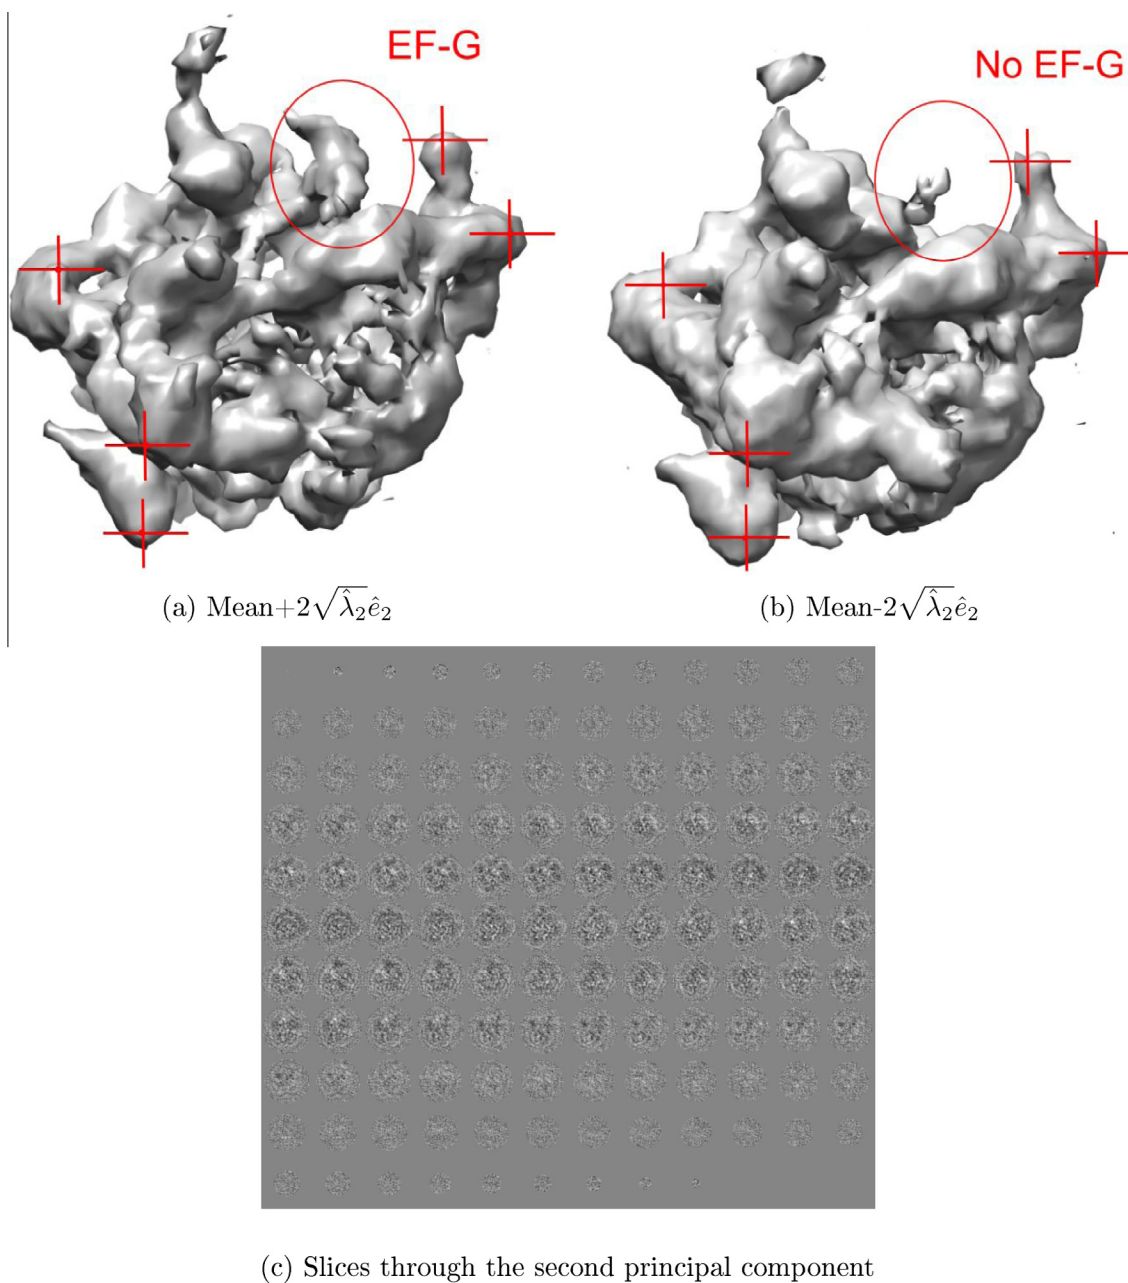 EF-G
No EF-G
(a) Mean+2√λ̂₂ê₂
(b) Mean-2√λ̂₂ê₂
(c) Slices through the second principal component